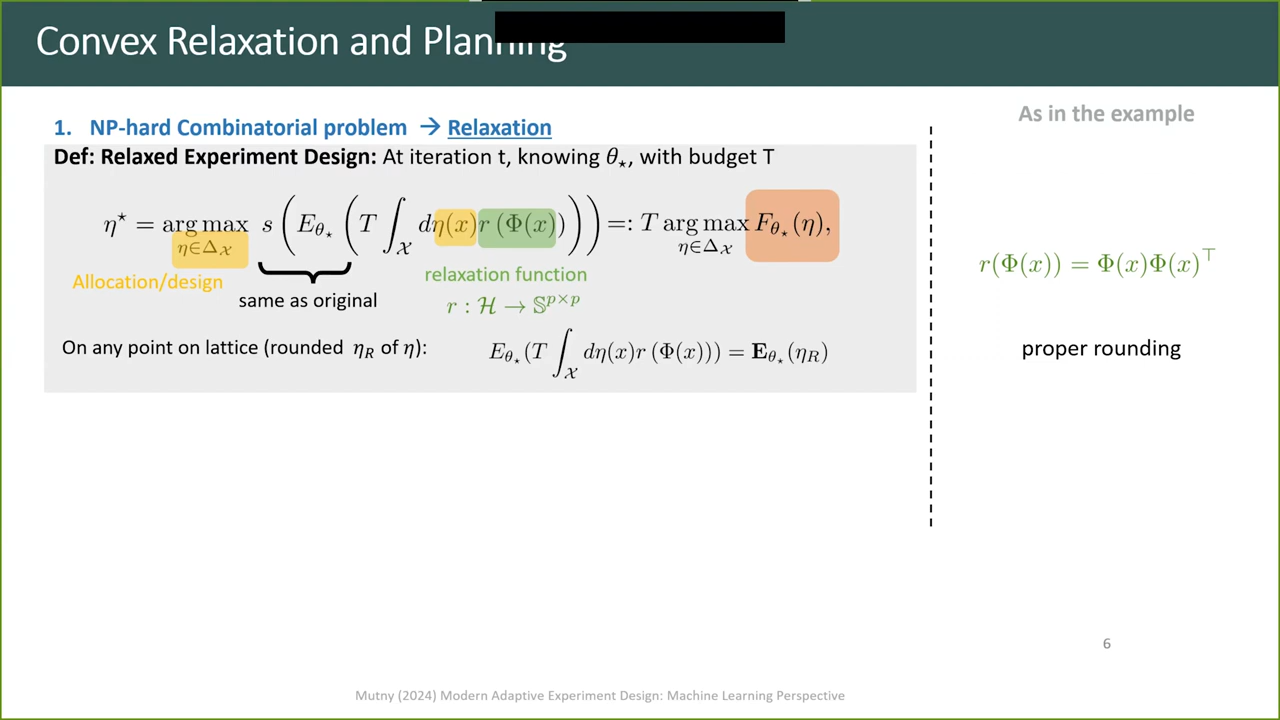 Convex Relaxation and Planning
1. NP-hard Combinatorial problem → Relaxation
Def: Relaxed Experiment Design: At iteration t, knowing θ⋆, with budget T
η⋆ = arg max s(E_θ⋆(T ∫_𝒳 dη(x)r (Φ(x)))) =: T arg max F_θ⋆(η),
η∈Δ_𝒳 η∈Δ_𝒳
Allocation/design
same as original
relaxation function
r : ℋ → 𝕊^{p×p}
On any point on lattice (rounded η_R of η): E_θ⋆(T ∫_𝒳 dη(x)r (Φ(x))) = 𝐄_θ⋆(η_R)
As in the example
r(Φ(x)) = Φ(x)Φ(x)^⊤
proper rounding
6
Mutny (2024) Modern Adaptive Experiment Design: Machine Learning Perspective